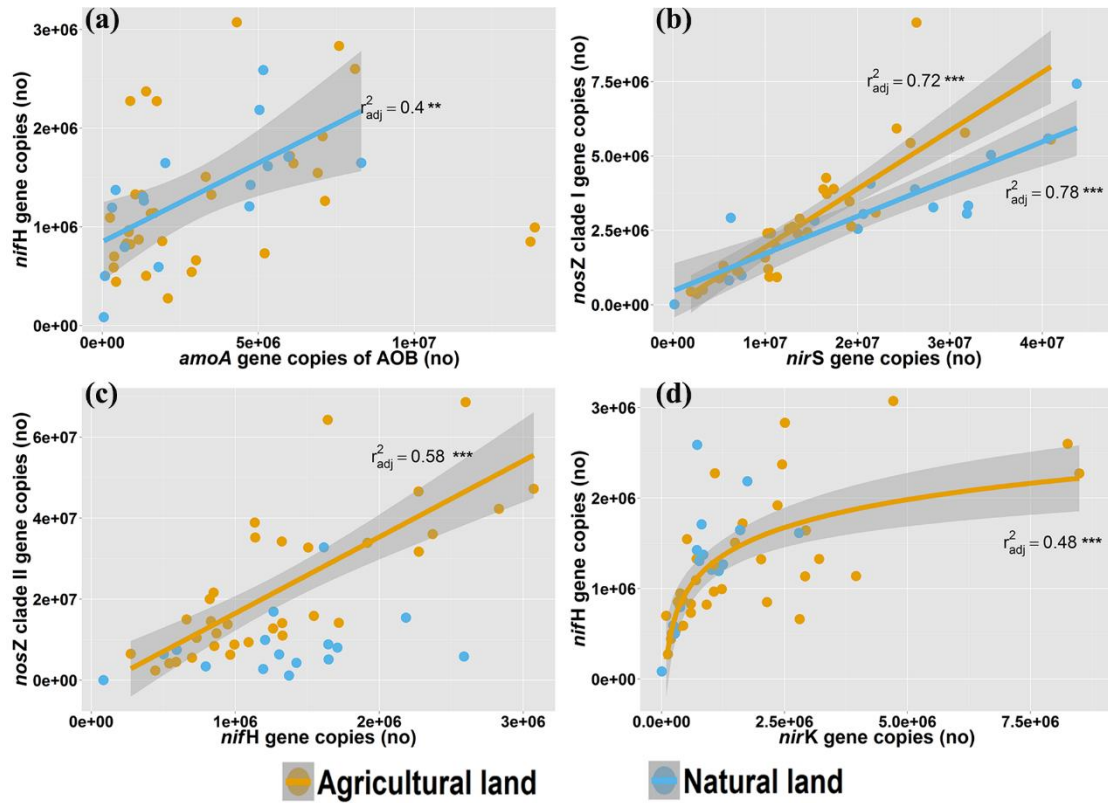 (a)
3e+06
2e+06
1e+06
0e+00
nifH gene copies (no)
r²adj = 0.4 **
0e+00 5e+06 1e+07
amoA gene copies of AOB (no)
(b)
7.5e+06
5.0e+06
2.5e+06
0.0e+00
nosZ clade I gene copies (no)
r²adj = 0.72 ***
r²adj = 0.78 ***
0e+00 1e+07 2e+07 3e+07 4e+07
nirS gene copies (no)
(c)
6e+07
4e+07
2e+07
0e+00
nosZ clade II gene copies (no)
r²adj = 0.58 ***
0e+00 1e+06 2e+06 3e+06
nifH gene copies (no)
(d)
3e+06
2e+06
1e+06
0e+00
nifH gene copies (no)
r²adj = 0.48 ***
0.0e+00 2.5e+06 5.0e+06 7.5e+06
nirK gene copies (no)
Agricultural land Natural land